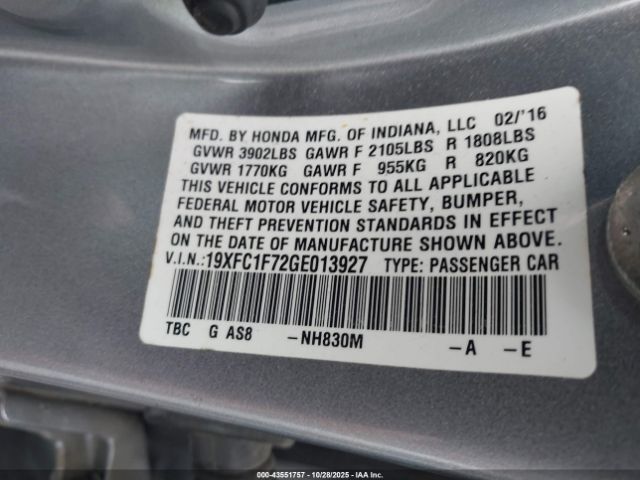 MFD. BY HONDA MFG. OF INDIANA, LLC 02/'16
GVWR 3902LBS GAWR F 2105LBS R 1808LBS
GVWR 1770KG GAWR F 955KG R 820KG
THIS VEHICLE CONFORMS TO ALL APPLICABLE
FEDERAL MOTOR VEHICLE SAFETY, BUMPER,
AND THEFT PREVENTION STANDARDS IN EFFECT
ON THE DATE OF MANUFACTURE SHOWN ABOVE.
V.I.N.:19XFC1F72GE013927 TYPE: PASSENGER CAR
TBC G AS8 -NH830M -A -E
000-43551757 - 10/28/2025 - IAAI.com